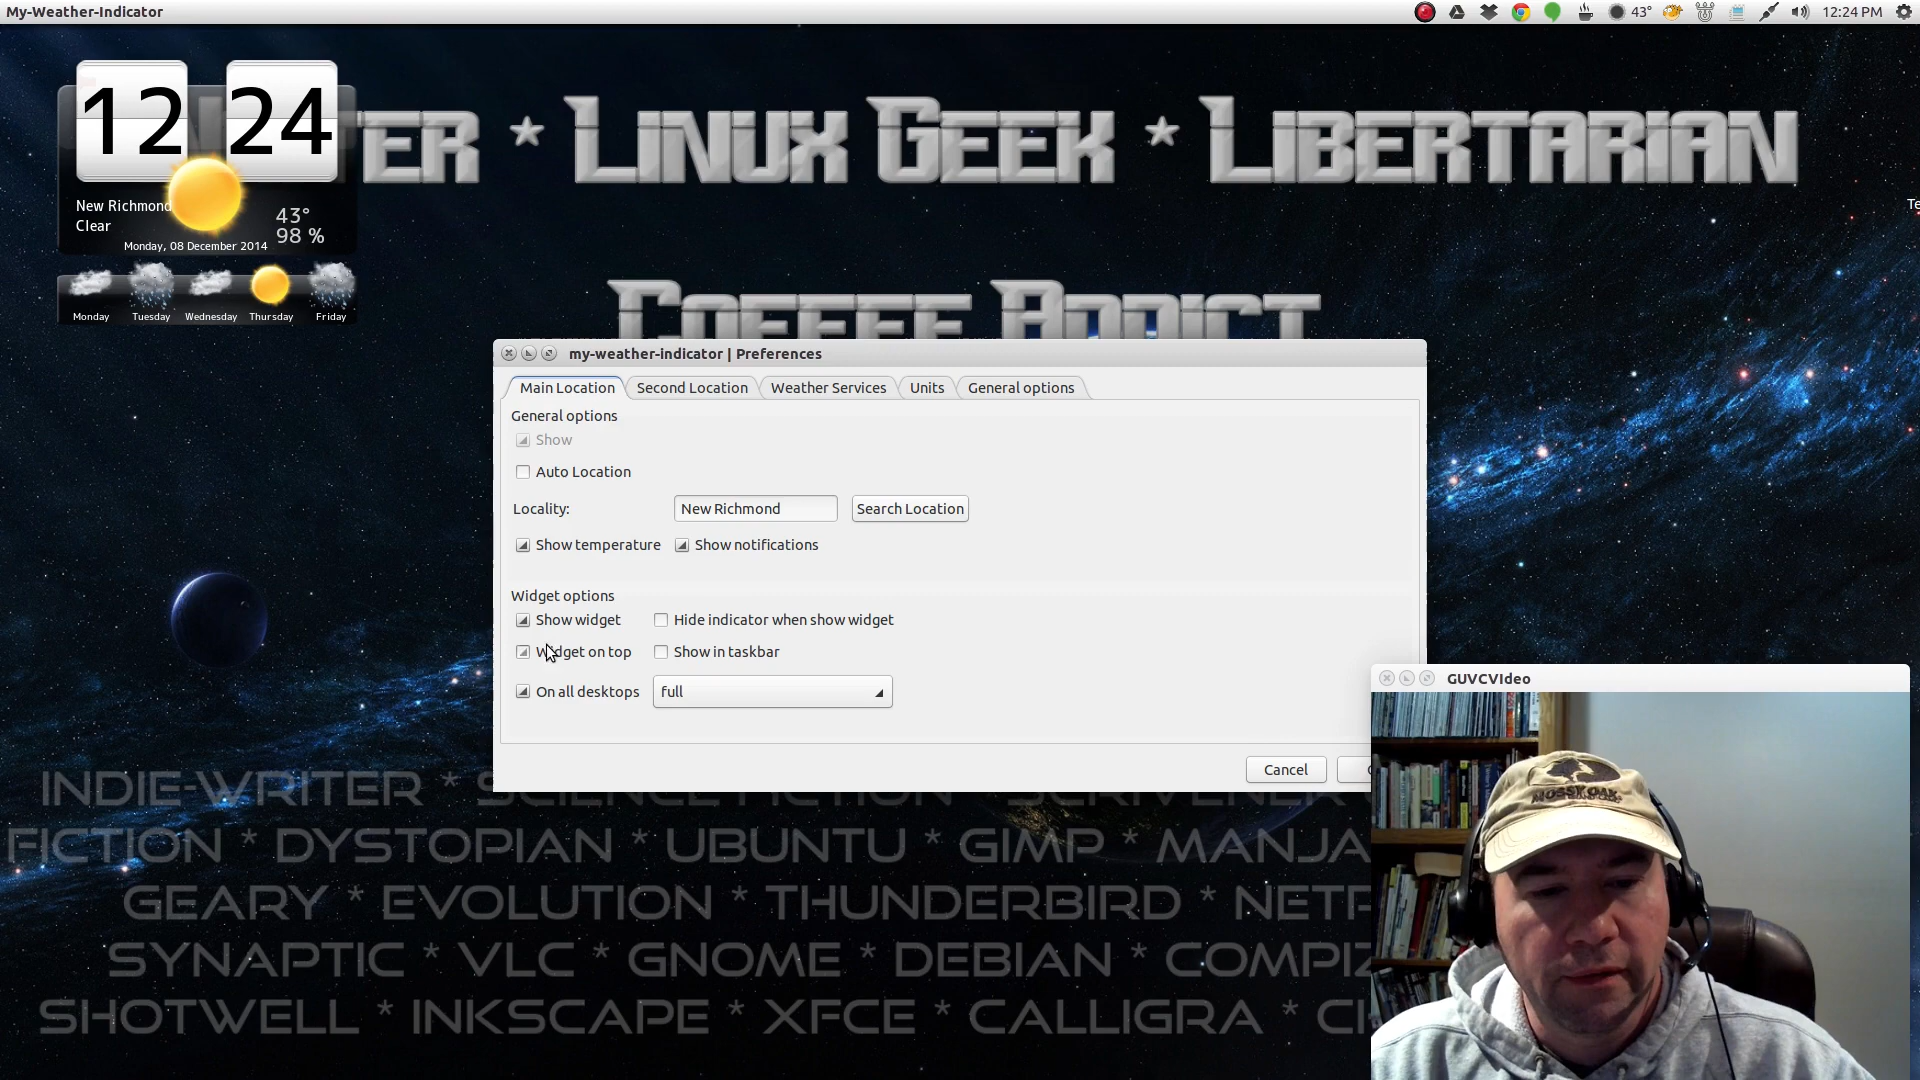 My-Weather-Indicator
43°
12:24 PM
12 24
TER * LINUX GEEK * LIBERTARIAN
New Richmond
Clear
43°
98 %
Monday, 08 December 2014
Te
Monday Tuesday Wednesday Thursday Friday
COFFEE ADDICT
my-weather-indicator | Preferences
Main Location Second Location Weather Services Units General options
General options
Show
Auto Location
Locality: New Richmond Search Location
Show temperature Show notifications
Widget options
Show widget Hide indicator when show widget
Widget on top Show in taskbar
On all desktops full
Cancel
GUVCVIdeo
MOSSY OAK
INDIE-WRITER * SCIENCE FICTION * SCRIVENER
FICTION * DYSTOPIAN * UBUNTU * GIMP * MANJA
GEARY * EVOLUTION * THUNDERBIRD * NETF
SYNAPTIC * VLC * GNOME * DEBIAN * COMPIZ
SHOTWELL * INKSCAPE * XFCE * CALLIGRA * C